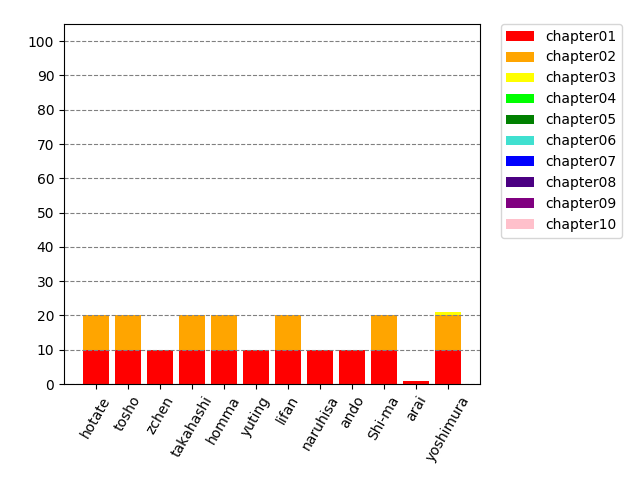 100
90
80
70
60
50
40
30
20
10
0
hotate
tosho
zchen
takahashi
homma
yuting
lifan
naruhisa
ando
Shi-ma
arai
yoshimura
chapter01
chapter02
chapter03
chapter04
chapter05
chapter06
chapter07
chapter08
chapter09
chapter10